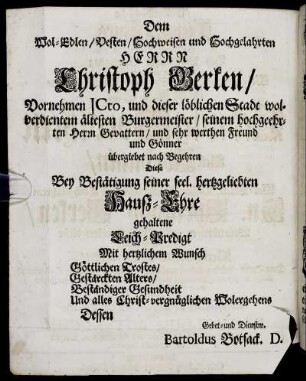 Dem
Wol-Edlen/Vesten/Hochweisen und Hochgelahrten
HERRN
Christoph Gerken/
Vornehmen JCto, und dieser löblichen Stadt wol-
verdientem ältesten Burgermeister/ seinem hochgeehr-
ten Herrn Gevattern/ und sehr werthen Freund
und Gönner
übergiebet nach Begehren
Diese
Bey Bestätigung seiner seel. hertzgeliebten
Hauß-Ehre
gehaltene
Leich-Predigt
Mit hertzlichem Wunsch
Göttlichen Trostes/
Gestärckten Alters/
Beständiger Gesundheit
Und alles Christ-vergnüglichen Wolergehens
Dessen
Gebet-und Dienstw.
Bartoldus Botsack. D.